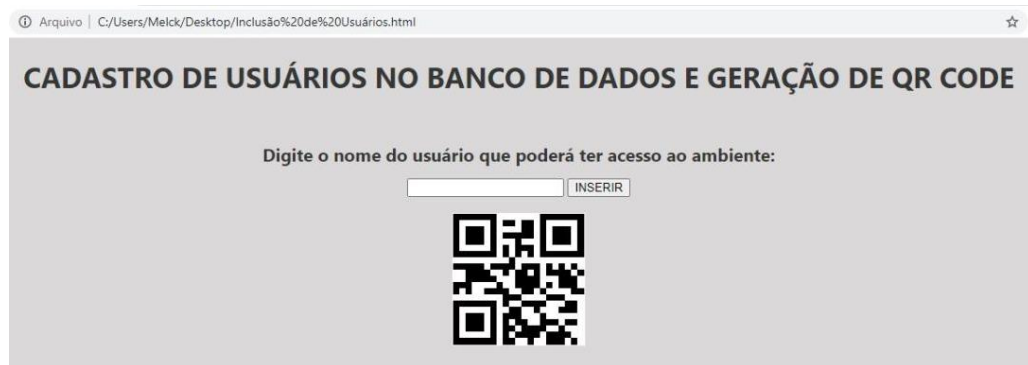 Arquivo | C:/Users/Melck/Desktop/Inclusão%20de%20Usuários.html
CADASTRO DE USUÁRIOS NO BANCO DE DADOS E GERAÇÃO DE QR CODE
Digite o nome do usuário que poderá ter acesso ao ambiente:
INSERIR